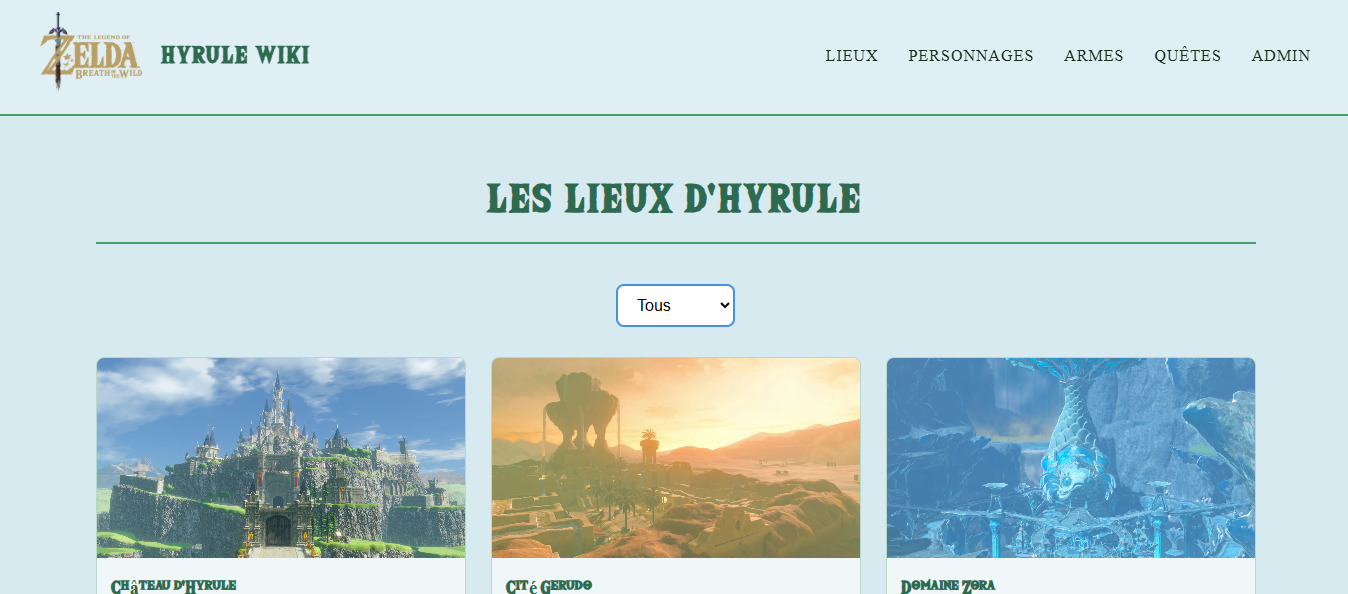 THE LEGEND OF
ZELDA
BREATH OF THE WILD
HYRULE WIKI
LIEUX PERSONNAGES ARMES QUÊTES ADMIN
LES LIEUX D'HYRULE
Tous
Château d'Hyrule
Cité Gerudo
Domaine Zora